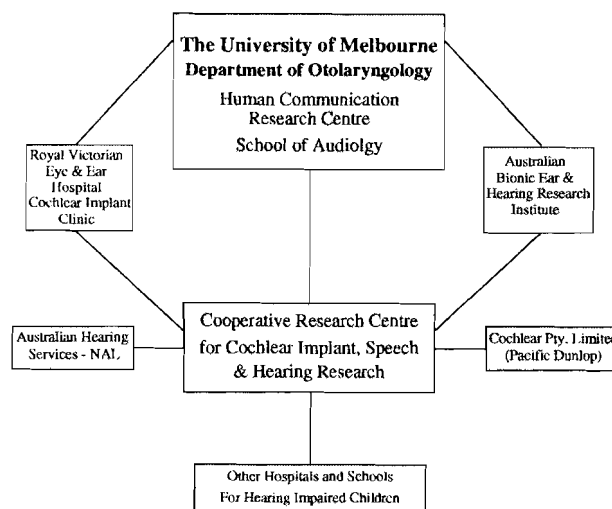 The University of Melbourne
Department of Otolaryngology
Human Communication
Research Centre
School of Audiolgy
Royal Victorian
Eye & Ear
Hospital
Cochlear Implant
Clinic
Australian
Bionic Ear &
Hearing Research
Institute
Cooperative Research Centre
for Cochlear Implant, Speech
& Hearing Research
Australian Hearing
Services - NAL
Cochlear Pty. Limited
(Pacific Dunlop)
Other Hospitals and Schools
For Hearing Impaired Children